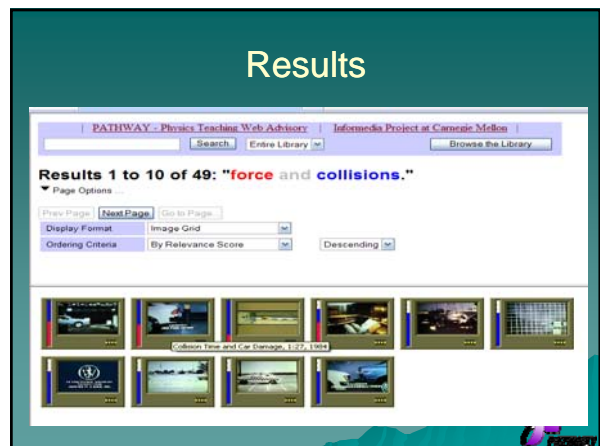 Results
| PATHWAY - Physics Teaching Web Advisory | Informedia Project at Carnegie Mellon |
Search Entire Library Browse the Library
Results 1 to 10 of 49: "force and collisions."
Page Options ...
Prev Page Next Page Go to Page
Display Format Image Grid
Ordering Criteria By Relevance Score Descending
Collision Time and Car Damage, 1:27, 1984
PATHWAY